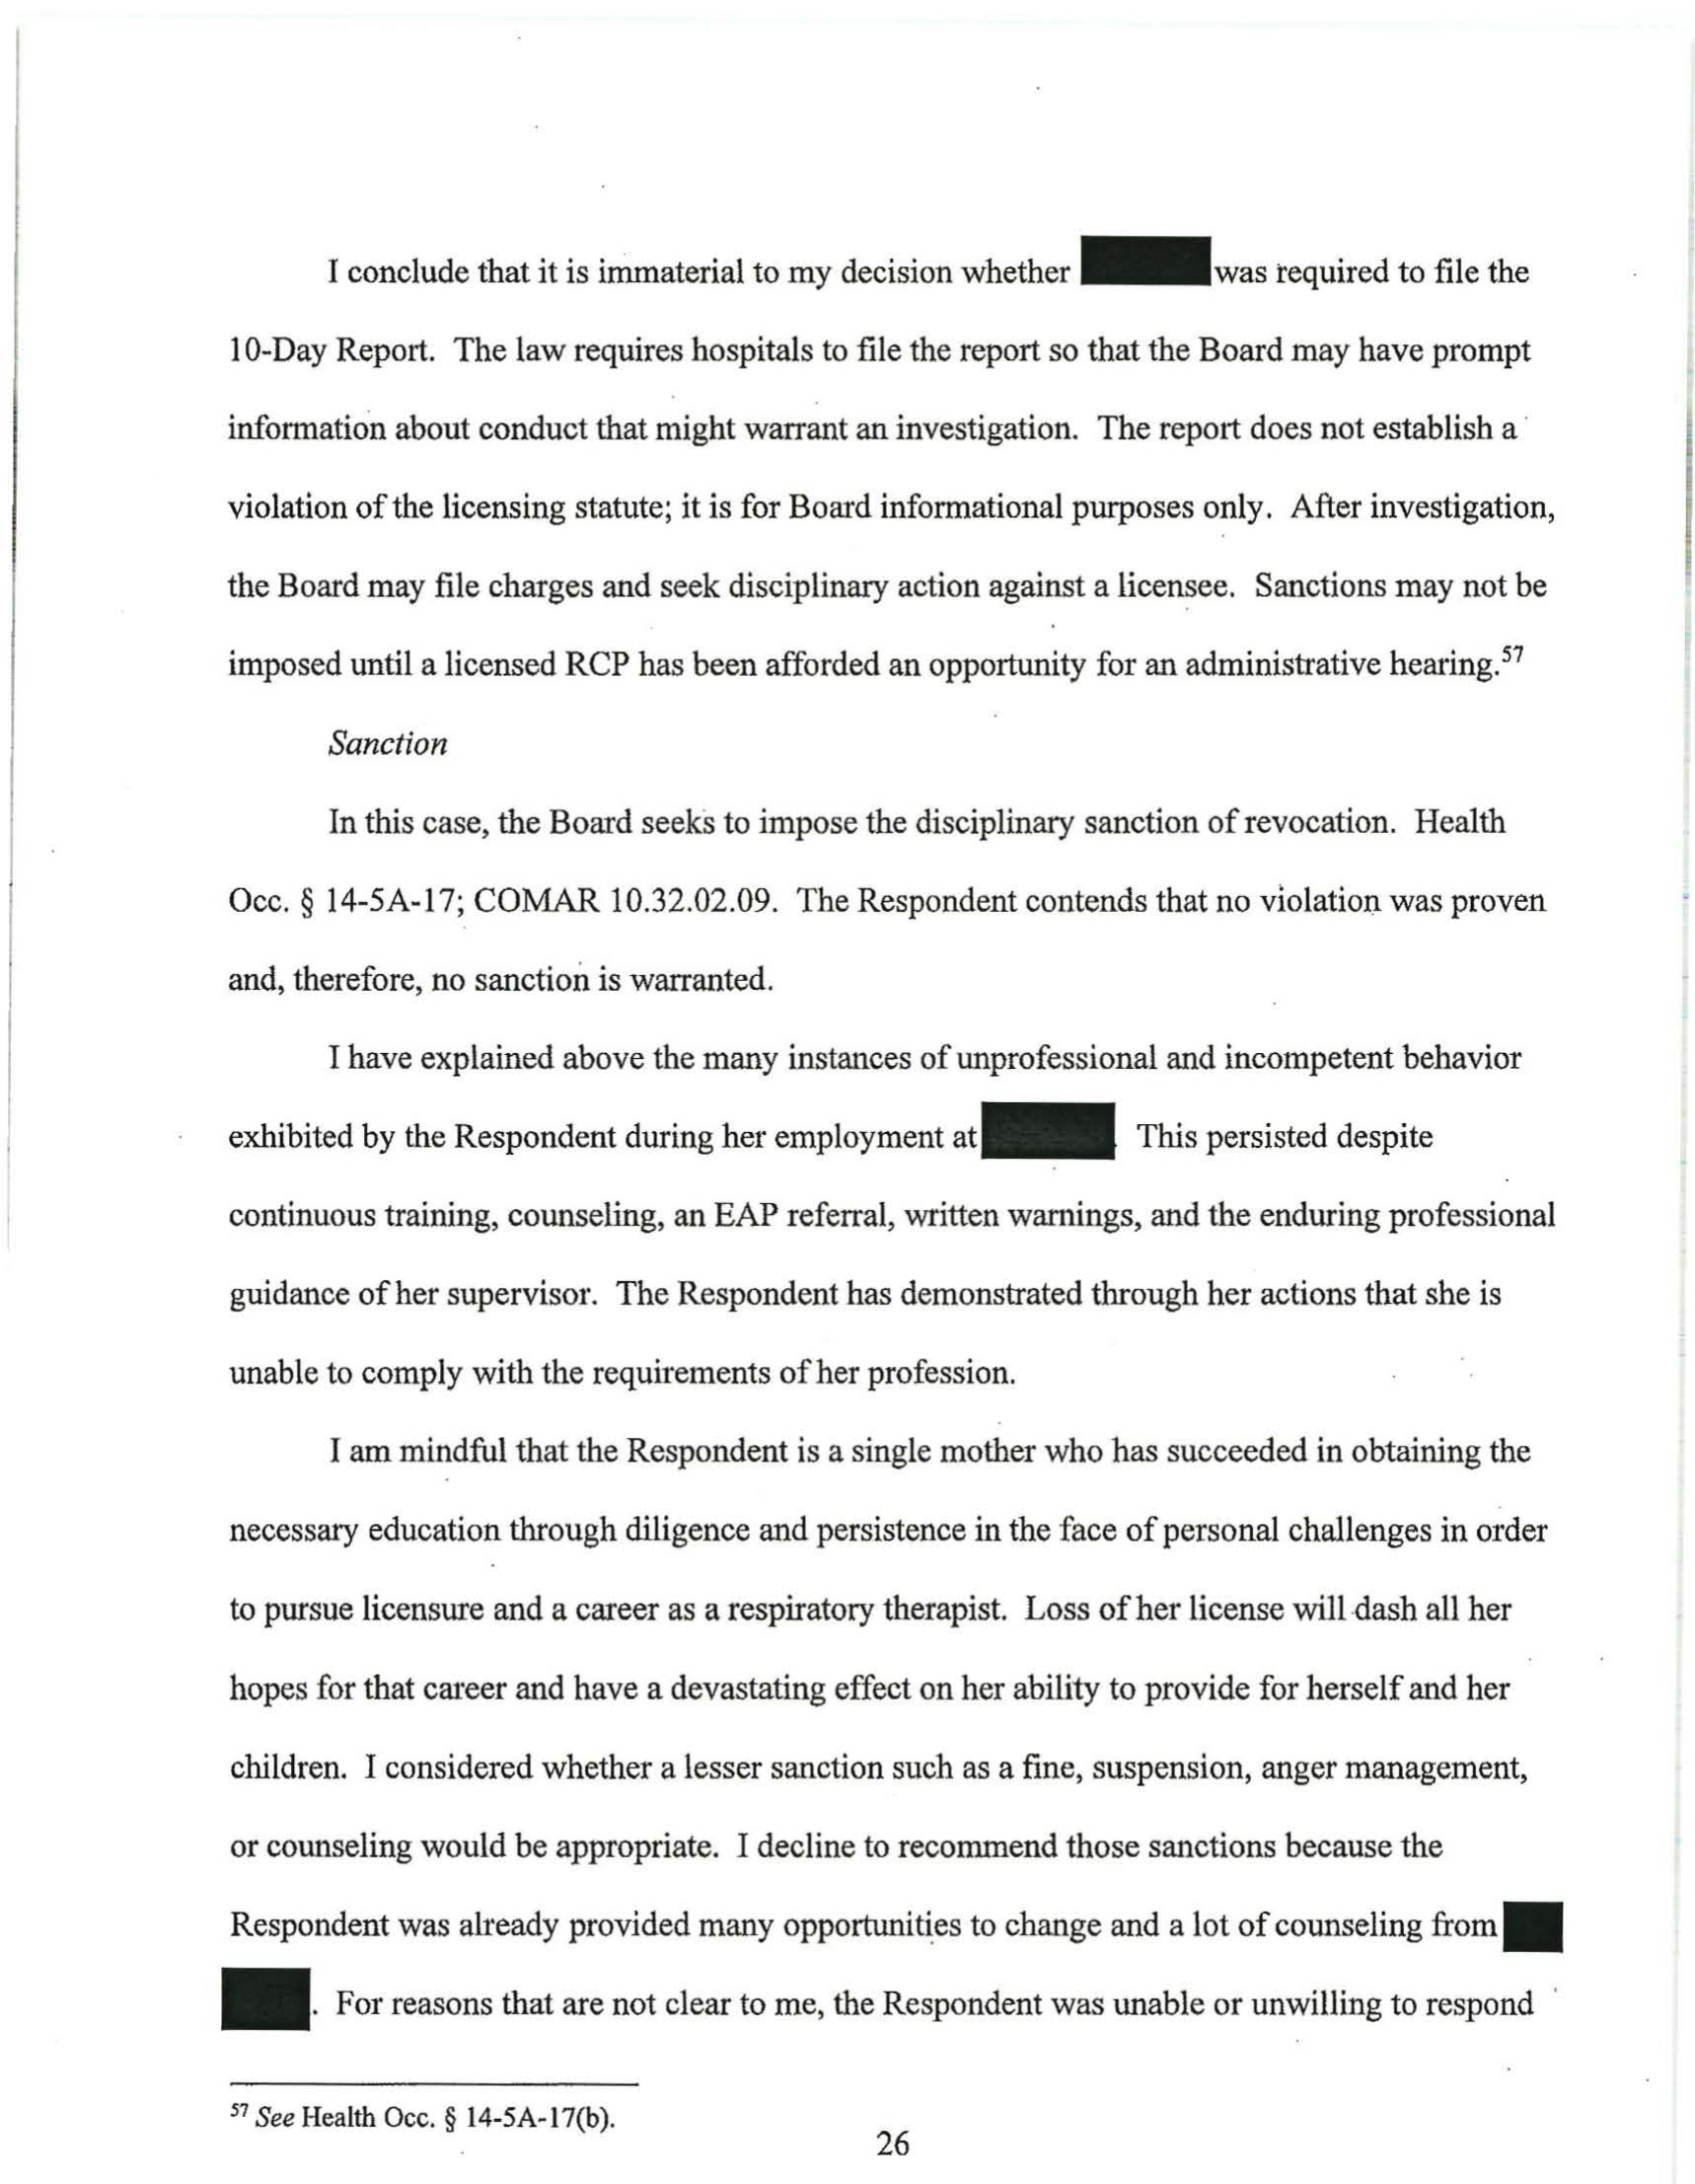 I conclude that it is immaterial to my decision whether was required to file the
10-Day Report. The law requires hospitals to file the report so that the Board may have prompt
information about conduct that might warrant an investigation. The report does not establish a
violation of the licensing statute; it is for Board informational purposes only. After investigation,
the Board may file charges and seek disciplinary action against a licensee. Sanctions may not be
imposed until a licensed RCP has been afforded an opportunity for an administrative hearing.57
Sanction
In this case, the Board seeks to impose the disciplinary sanction of revocation. Health
Occ. § 14-5A-17; COMAR 10.32.02.09. The Respondent contends that no violation was proven
and, therefore, no sanction is warranted.
I have explained above the many instances of unprofessional and incompetent behavior
exhibited by the Respondent during her employment at . This persisted despite
continuous training, counseling, an EAP referral, written warnings, and the enduring professional
guidance of her supervisor. The Respondent has demonstrated through her actions that she is
unable to comply with the requirements of her profession.
I am mindful that the Respondent is a single mother who has succeeded in obtaining the
necessary education through diligence and persistence in the face of personal challenges in order
to pursue licensure and a career as a respiratory therapist. Loss of her license will dash all her
hopes for that career and have a devastating effect on her ability to provide for herself and her
children. I considered whether a lesser sanction such as a fine, suspension, anger management,
or counseling would be appropriate. I decline to recommend those sanctions because the
Respondent was already provided many opportunities to change and a lot of counseling from
. For reasons that are not clear to me, the Respondent was unable or unwilling to respond
57 See Health Occ. § 14-5A-17(b).
26